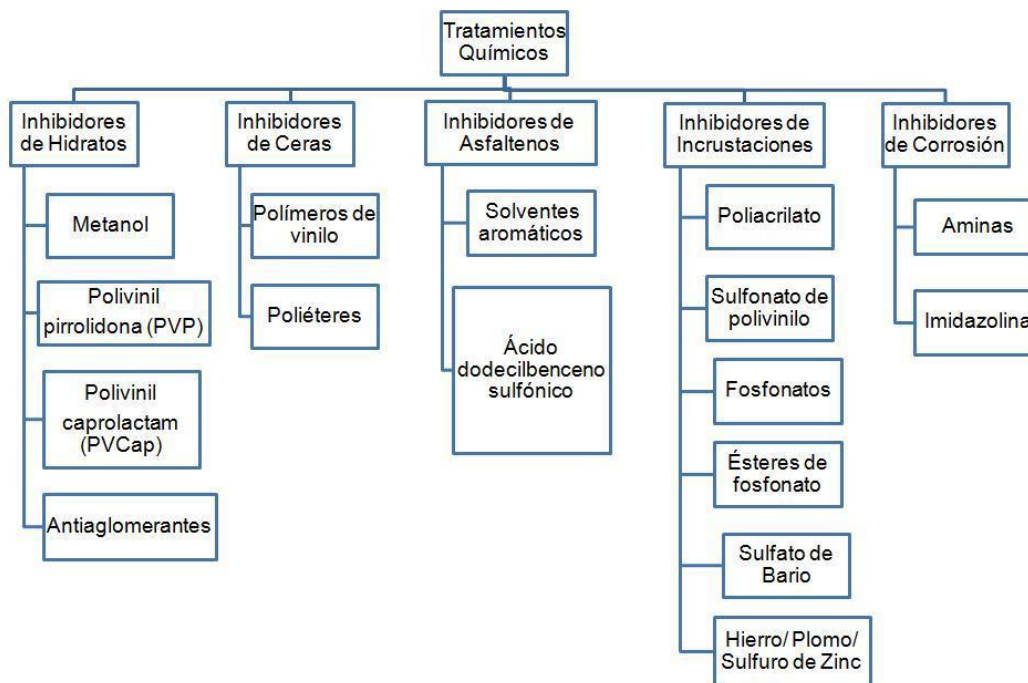 Tratamientos
Químicos
Inhibidores
de Hidratos
Metanol
Polivinil
pirrolidona (PVP)
Polivinil
caprolactam
(PVCap)
Antiaglomerantes
Inhibidores
de Ceras
Polímeros de
vinilo
Poliéteres
Inhibidores de
Asfaltenos
Solventes
aromáticos
Ácido
dodecilbenceno
sulfónico
Inhibidores de
Incrustaciones
Poliacrilato
Sulfonato de
polivinilo
Fosfonatos
Ésteres de
fosfonato
Sulfato de
Bario
Hierro/ Plomo/
Sulfuro de Zinc
Inhibidores
de Corrosión
Aminas
Imidazolina